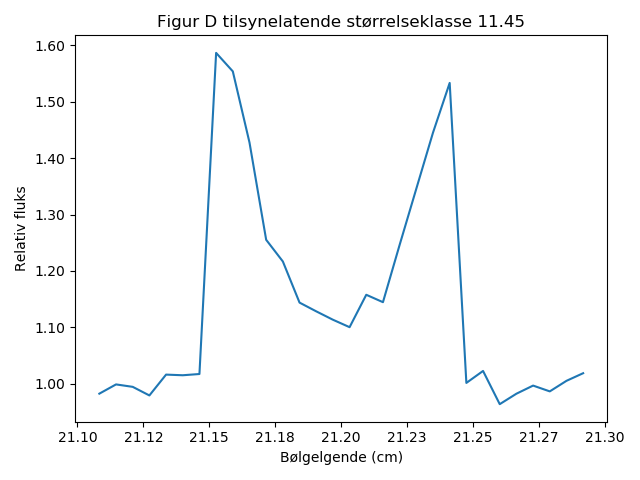 Figur D tilsynelatende størrelseklasse 11.45
1.60
1.50
1.40
1.30
1.20
1.10
1.00
Relativ fluks
21.10 21.12 21.15 21.18 21.20 21.23 21.25 21.27 21.30
Bølgelgende (cm)